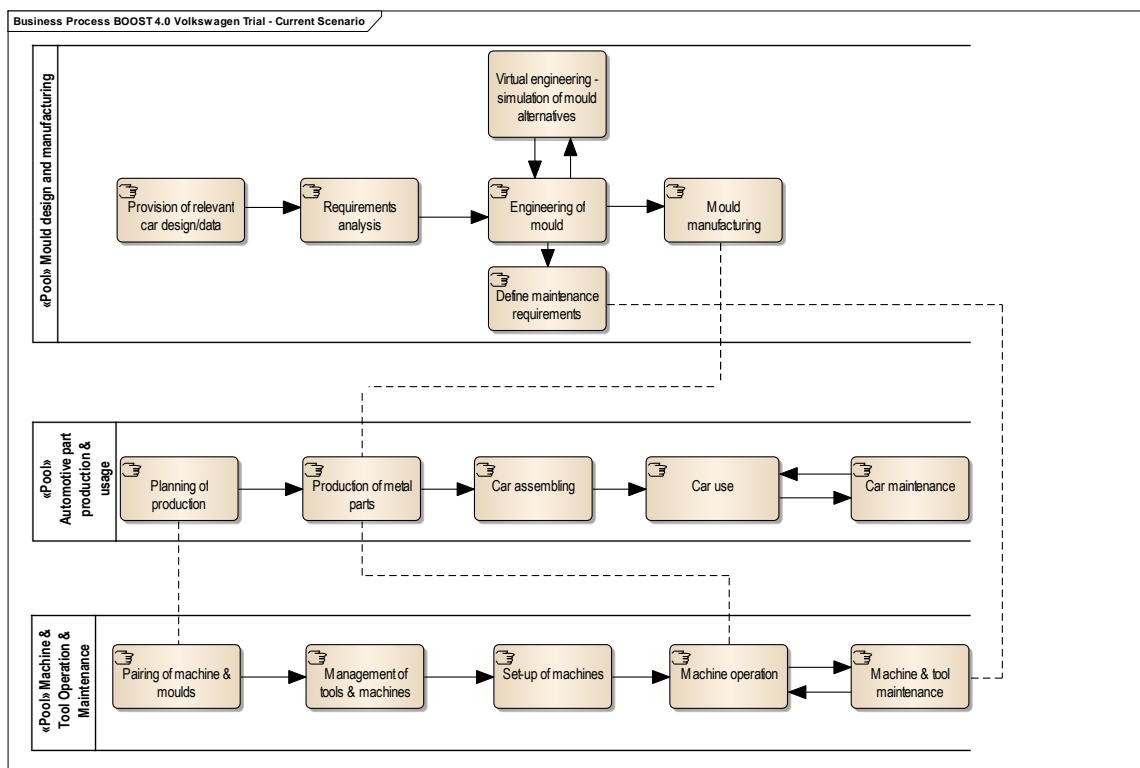 Business Process BOOST 4.0 Volkswagen Trial - Current Scenario
«Pool» Mould design and manufacturing
Virtual engineering -
simulation of mould
alternatives
Provision of relevant
car design/data
Requirements
analysis
Engineering of
mould
Mould
manufacturing
Define maintenance
requirements
«Pool»
Automotive part
production &
usage
Planning of
production
Production of metal
parts
Car assembling
Car use
Car maintenance
«Pool» Machine &
Tool Operation &
Maintenance
Pairing of machine &
moulds
Management of
tools & machines
Set-up of machines
Machine operation
Machine & tool
maintenance